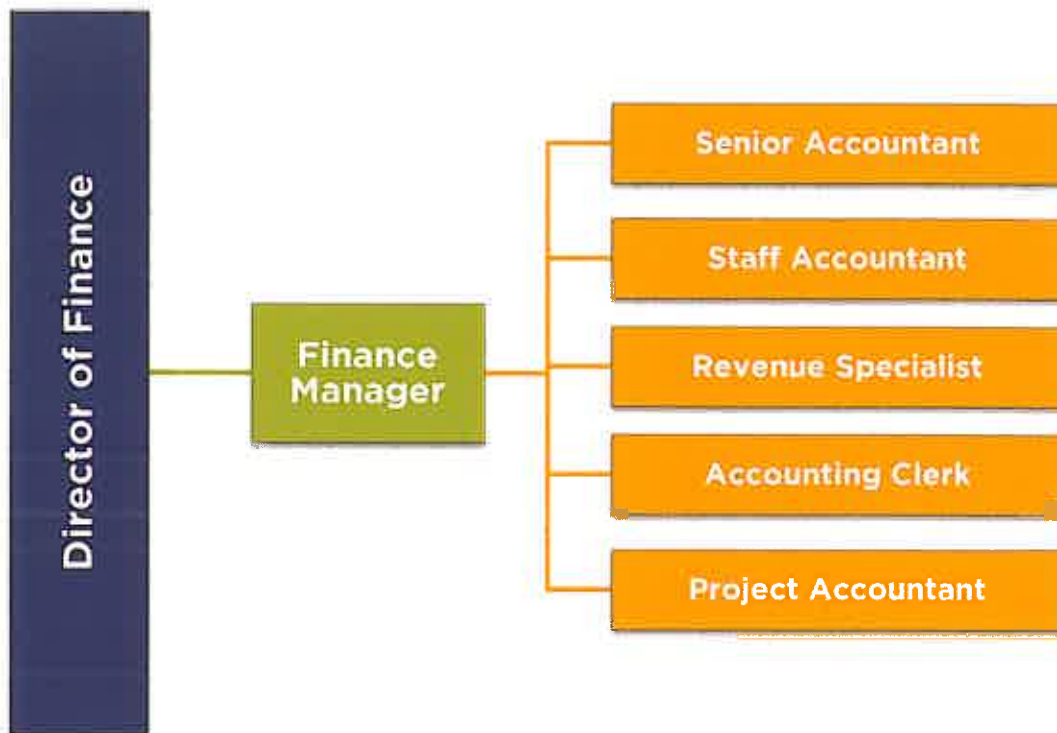 Director of Finance
Finance
Manager
Senior Accountant
Staff Accountant
Revenue Specialist
Accounting Clerk
Project Accountant